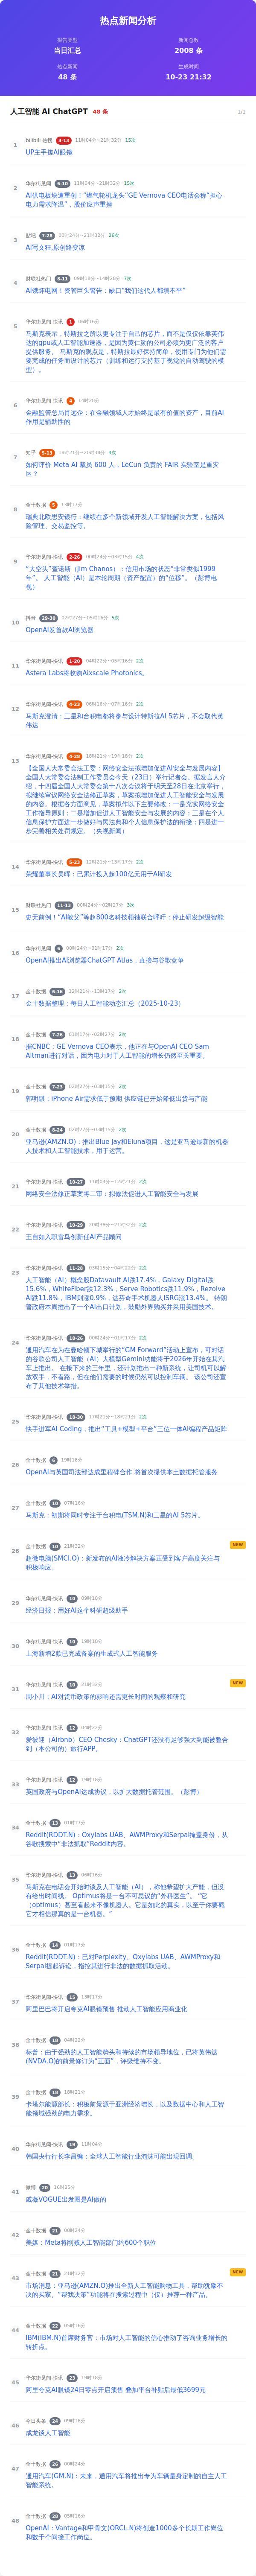 热点新闻分析
报告类型
当日汇总
新闻总数
2008 条
热点新闻
48 条
生成时间
10-23 21:32
人工智能 AI ChatGPT 48 条
1/1
1
bilibili 热搜 3-13 11时04分~21时32分 15次
UP主手搓AI眼镜
2
华尔街见闻 6-10 11时04分~21时32分 15次
AI供电板块遭重创！“燃气轮机龙头”GE Vernova CEO电话会称“担心
电力需求降温”，股价应声重挫
3
贴吧 7-29 00时24分~21时32分 26次
AI写文狂,原创路变凉
4
财联社热门 8-11 09时18分~14时28分 7次
AI饿坏电网！资管巨头警告：缺口“我们这代人都填不平”
5
华尔街见闻-快讯 1 06时16分
马斯克表示，特斯拉之所以更专注于自己的芯片，而不是仅仅依靠英伟
达的gpu或人工智能加速器，是因为黄仁勋的公司必须为更广泛的客户
提供服务。 马斯克的观点是，特斯拉最好保持简单，使用专门为他们需
要完成的任务而设计的芯片（训练和运行支持基于视觉的自动驾驶的模
型）。
6
华尔街见闻-快讯 4 14时29分
金融监管总局肖远企：在金融领域人才始终是最有价值的资产，目前AI
作用是辅助性的
7
知乎 5-13 18时21分~20时38分 4次
如何评价 Meta AI 裁员 600 人，LeCun 负责的 FAIR 实验室是重灾
区？
8
金十数据 5 13时17分
瑞典北欧思安银行：继续在多个新领域开发人工智能解决方案，包括风
险管理、交易监控等。
9
华尔街见闻-快讯 2-26 00时24分~03时15分 4次
“大空头”查诺斯（Jim Chanos）：信用市场的状态“非常类似1999
年”。 人工智能（AI）是本轮周期（资产配置）的“位移”。（彭博电
视）
10
抖音 29-30 02时27分~05时16分 5次
OpenAI发首款AI浏览器
11
华尔街见闻-快讯 1-20 04时22分~05时16分 2次
Astera Labs将收购Aixscale Photonics。
12
华尔街见闻-快讯 4-23 06时16分~07时16分 2次
马斯克澄清：三星和台积电都将参与设计特斯拉AI 5芯片，不会取代英
伟达
13
华尔街见闻-快讯 4-28 18时21分~19时18分 2次
【全国人大常委会法工委：网络安全法拟增加促进AI安全与发展内容】
全国人大常委会法制工作委员会今天（23日）举行记者会。据发言人介
绍，十四届全国人大常委会第十八次会议将于明天至28日在北京举行，
拟继续审议网络安全法修正草案，草案拟增加促进人工智能安全与发展
的内容。根据各方面意见，草案拟作以下主要修改：一是充实网络安全
工作指导原则；二是增加促进人工智能安全与发展的内容；三是在个人
信息保护方面进一步做好与民法典和个人信息保护法的衔接；四是进一
步完善相关处罚规定。（央视新闻）
14
华尔街见闻-快讯 5-23 12时21分~13时17分 2次
荣耀董事长吴晖：已累计投入超100亿元用于AI研发
15
财联社热门 11-13 00时24分~02时27分 3次
史无前例！“AI教父”等超800名科技领袖联合呼吁：停止研发超级智能
16
华尔街见闻 6 00时24分~01时17分 2次
OpenAI推出AI浏览器ChatGPT Atlas，直接与谷歌竞争
17
金十数据 6-16 12时21分~13时17分 2次
金十数据整理：每日人工智能动态汇总（2025-10-23）
18
金十数据 7-26 01时17分~02时27分 2次
据CNBC：GE Vernova CEO表示，他正在与OpenAI CEO Sam
Altman进行对话，因为电力对于人工智能的增长仍然至关重要。
19
金十数据 7-23 02时27分~03时15分 2次
郭明錤：iPhone Air需求低于预期 供应链已开始降低出货与产能
20
金十数据 8-24 02时27分~03时15分 2次
亚马逊(AMZN.O)：推出Blue Jay和Eluna项目，这是亚马逊最新的机器
人技术和人工智能技术，用于运营。
21
华尔街见闻-快讯 10-27 11时04分~12时21分 2次
网络安全法修正草案将二审：拟修法促进人工智能安全与发展
22
华尔街见闻-快讯 10-29 20时38分~21时32分 2次
王自如入职雷鸟创新任AI产品顾问
23
华尔街见闻-快讯 11-28 03时15分~04时22分 2次
人工智能（AI）概念股Datavault AI跌17.4%，Galaxy Digital跌
15.6%，WhiteFiber跌12.3%，Serve Robotics跌11.9%，Rezolve
AI跌11.8%，IBM则涨0.9%，达芬奇手术机器人ISRG涨13.4%。 特朗
普政府本周推出了一个AI出口计划，鼓励外界购买并采用美国技术。
24
华尔街见闻-快讯 18-26 00时24分~01时17分 2次
通用汽车在为在曼哈顿下城举行的“GM Forward”活动上宣布，可对话
的谷歌公司人工智能（AI）大模型Gemini功能将于2026年开始在其汽
车上推出。 在接下来的三年里，还计划推出一种新系统，让司机可以解
放双手，不看路，但在他们需要的时候仍然可以控制车辆。 该公司还宣
布了其他技术举措。
25
华尔街见闻-快讯 18-30 17时21分~18时21分 2次
快手进军AI Coding，推出“工具+模型+平台”三位一体AI编程产品矩阵
26
金十数据 6 19时18分
OpenAI与英国司法部达成里程碑合作 将首次提供本土数据托管服务
27
金十数据 10 07时16分
马斯克：初期将同时专注于台积电(TSM.N)和三星的AI 5芯片。
28
金十数据 10 21时32分
NEW
超微电脑(SMCI.O)：新发布的AI液冷解决方案正受到客户高度关注与
积极响应。
29
华尔街见闻-快讯 10 09时18分
经济日报：用好AI这个科研超级助手
30
华尔街见闻-快讯 10 19时18分
上海新增2款已完成备案的生成式人工智能服务
31
华尔街见闻-快讯 10 21时32分
NEW
周小川：AI对货币政策的影响还需更长时间的观察和研究
32
华尔街见闻-快讯 12 04时22分
爱彼迎（Airbnb）CEO Chesky：ChatGPT还没有足够强大到能被整合
到（本公司的）旅行APP。
33
华尔街见闻-快讯 12 19时18分
英国政府与OpenAI达成协议，以扩大数据托管范围。（彭博）
34
金十数据 13 01时17分
Reddit(RDDT.N)：Oxylabs UAB、AWMProxy和Serpai掩盖身份，从
谷歌搜索中“非法抓取”Reddit内容。
35
华尔街见闻-快讯 13 06时16分
马斯克在电话会开始时谈及人工智能（AI），称他希望扩大产能，但没
有给出时间线。 Optimus将是一台不可思议的“外科医生”。 “它
（optimus）甚至看起来不像机器人。它是如此的真实，以至于你要戳
它才相信那真的是一台机器。”
36
金十数据 14 01时17分
Reddit(RDDT.N)：已对Perplexity、Oxylabs UAB、AWMProxy和
Serpai提起诉讼，指控其进行非法的数据抓取活动。
37
华尔街见闻-快讯 15 13时17分
阿里巴巴将开启夸克AI眼镜预售 推动人工智能应用商业化
38
金十数据 18 04时22分
标普：由于强劲的人工智能势头和持续的市场领导地位，已将英伟达
(NVDA.O)的前景修订为“正面”，评级维持不变。
39
金十数据 18 18时21分
卡塔尔能源部长：积极前景源于亚洲经济增长，以及数据中心和人工智
能领域强劲的电力需求。
40
华尔街见闻-快讯 19 11时04分
韩国央行行长李昌镛：全球人工智能行业泡沫可能出现回调。
41
微博 20 16时25分
戚薇VOGUE出发图是AI做的
42
金十数据 21 00时24分
美媒：Meta将削减人工智能部门约600个职位
43
金十数据 21 21时32分
NEW
市场消息：亚马逊(AMZN.O)推出全新人工智能购物工具，帮助犹豫不
决的买家。“帮我决策”功能将在搜索过程中（仅）推荐一种产品。
44
金十数据 22 05时16分
IBM(IBM.N)首席财务官：市场对人工智能的信心推动了咨询业务增长的
转折点。
45
华尔街见闻-快讯 23 19时18分
阿里夸克AI眼镜24日零点开启预售 叠加平台补贴后最低3699元
46
今日头条 24 09时18分
成龙谈人工智能
47
金十数据 26 00时24分
通用汽车(GM.N)：未来，通用汽车将推出专为车辆量身定制的自主人工
智能系统。
48
金十数据 28 05时16分
OpenAI：Vantage和甲骨文(ORCL.N)将创造1000多个长期工作岗位
和数千个间接工作岗位。